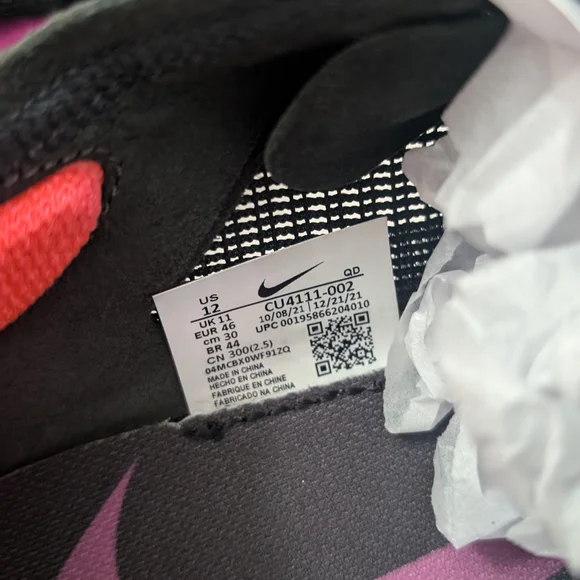 QD
US
12
CU4111-002
UK 11
10/08/21 | 12/21/21
EUR 46
UPC 00195866204010
cm 30
BR 44
CN 300(2.5)
04MCBX0WF91ZQ
MADE IN CHINA
HECHO EN CHINA
FABRIQUE EN CHINE
FABRICADO NA CHINA